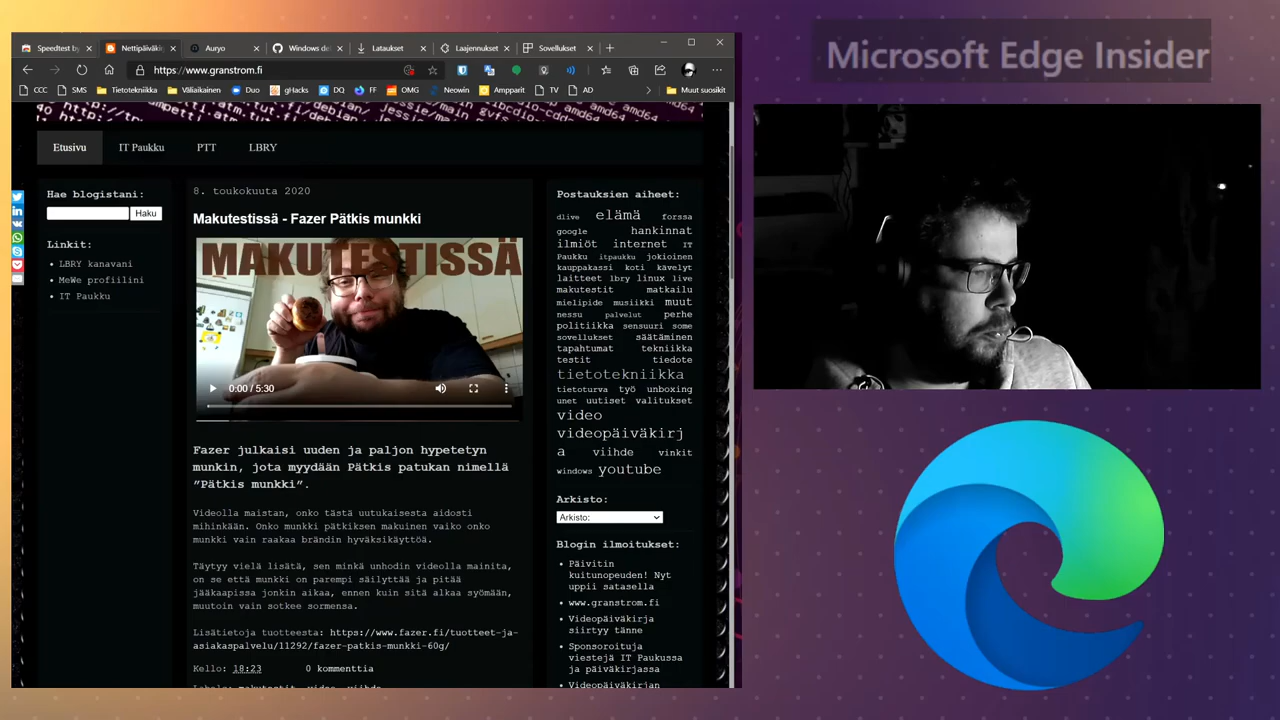 Microsoft Edge Insider
Speedtest by
Nettipäiväki
Auryo
Windows de
Lataukset
Laajennukset
Sovellukset
https://www.granstrom.fi
CCC
SMS
Tietotekniikka
Väliaikainen
Duo
gHacks
DQ
FF
OMG
Neowin
Ampparit
TV
AD
Muut suosikit
Etusivu
IT Paukku
PTT
LBRY
Hae blogistani:
Haku
Linkit:
LBRY kanavani
MeWe profiilini
IT Paukku
8. toukokuuta 2020
Makutestissä - Fazer Pätkis munkki
MAKUTESTISSÄ
0:00 / 5:30
Fazer julkaisi uuden ja paljon hypetetyn
munkin, jota myydään Pätkis patukan nimellä
”Pätkis munkki”.
Videolla maistan, onko tästä uutukaisesta aidosti
mihinkään. Onko munkki pätkiksen makuinen vaiko onko
munkki vain raakaa brändin hyväksikäyttöä.
Täytyy vielä lisätä, sen minkä unhodin videolla mainita,
on se että munkki on parempi säilyttää ja pitää
jääkaapissa jonkin aikaa, ennen kuin sitä alkaa syömään,
muutoin vain sotkee sormensa.
Lisätietoja tuotteesta: https://www.fazer.fi/tuotteet-ja-
asiakaspalvelu/11292/fazer-patkis-munkki-60g/
Kello: 18:23 0 kommenttia
Postauksien aiheet:
dlive elämä forssa
google hankinnat
ilmiöt internet IT
Paukku itpaukku jokioinen
kauppakassi koti kävelyt
laitteet lbry linux live
makutestit matkailu
mielipide musiikki muut
nessu palvelut perhe
politiikka sensuuri some
sovellukset säätäminen
tapahtumat tekniikka
testit tiedote
tietotekniikka
tietoturva työ unboxing
unet uutiset valitukset
video
videopäiväkirj
a viihde vinkit
windows youtube
Arkisto:
Arkisto:
Blogin ilmoitukset:
Päivitin
kuitunopeuden! Nyt
uppii satasella
www.granstrom.fi
Videopäiväkirja
siirtyy tänne
Sponsoroituja
viestejä IT Paukussa
ja päiväkirjassa
Videopäiväkirjan